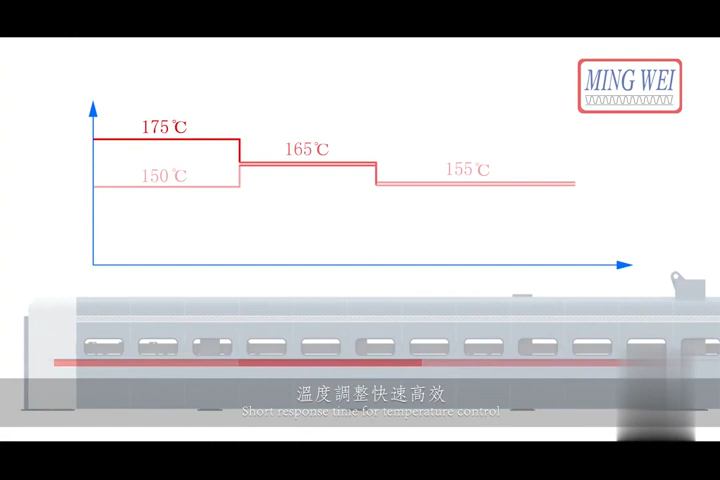 MING WEI
175℃
165℃
150℃
155℃
溫度調整快速高效
Short response time for temperature control